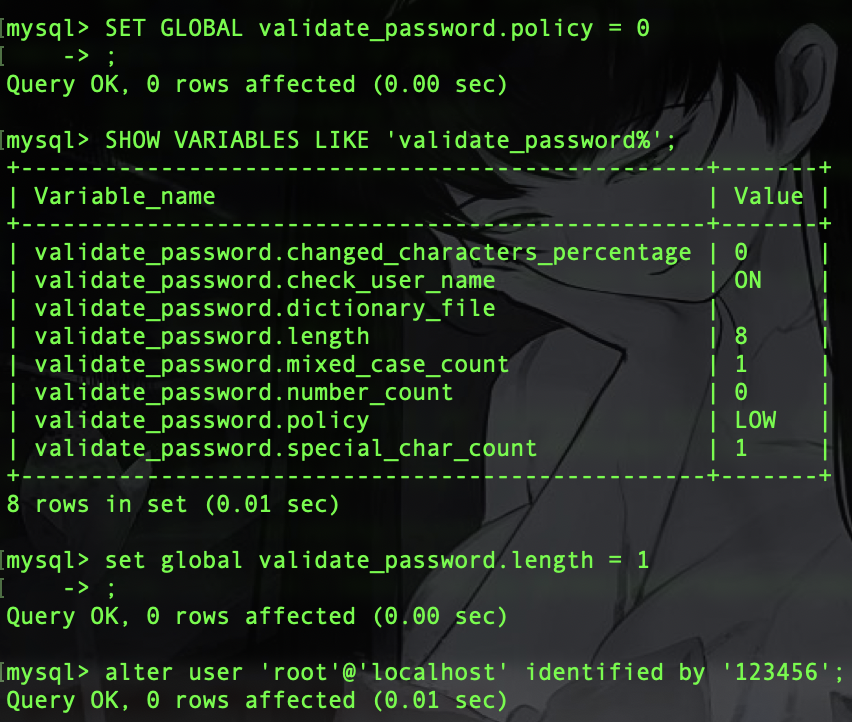 mysql> SET GLOBAL validate_password.policy = 0
    -> ;
Query OK, 0 rows affected (0.00 sec)

mysql> SHOW VARIABLES LIKE 'validate_password%';
+-------------------------------------------------+-------+
| Variable_name                                   | Value |
+-------------------------------------------------+-------+
| validate_password.changed_characters_percentage | 0     |
| validate_password.check_user_name               | ON    |
| validate_password.dictionary_file               |       |
| validate_password.length                        | 8     |
| validate_password.mixed_case_count              | 1     |
| validate_password.number_count                  | 0     |
| validate_password.policy                        | LOW   |
| validate_password.special_char_count            | 1     |
+-------------------------------------------------+-------+
8 rows in set (0.01 sec)

mysql> set global validate_password.length = 1
    -> ;
Query OK, 0 rows affected (0.00 sec)

mysql> alter user 'root'@'localhost' identified by '123456';
Query OK, 0 rows affected (0.01 sec)